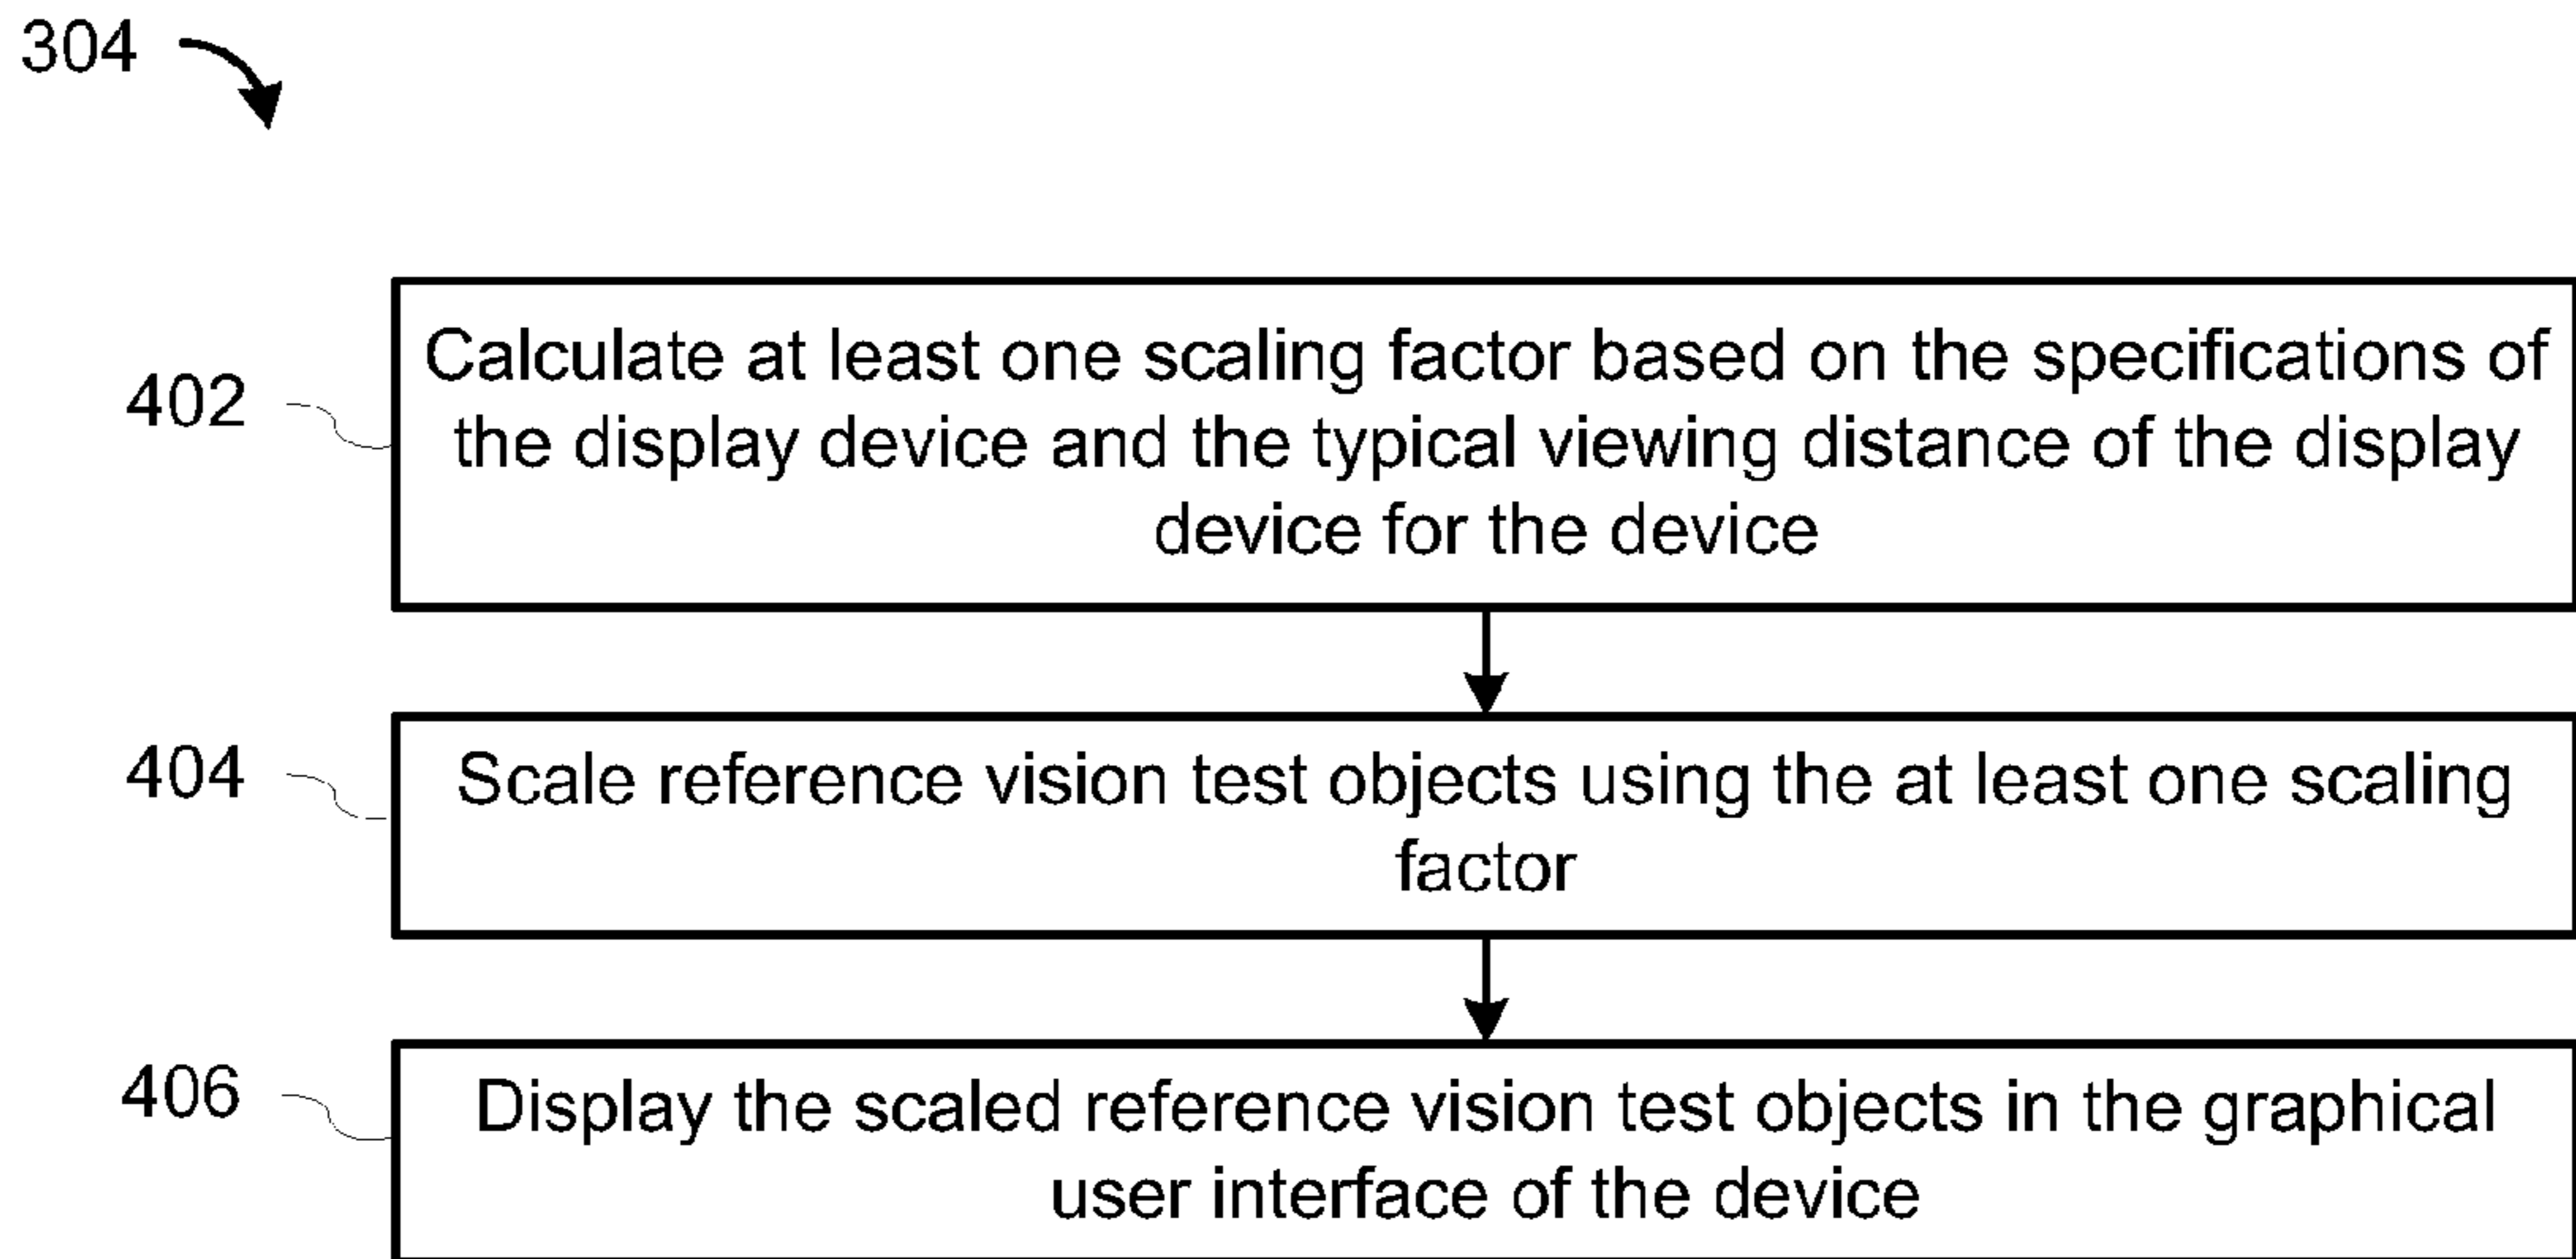 304
402
Calculate at least one scaling factor based on the specifications of
the display device and the typical viewing distance of the display
device for the device
404
Scale reference vision test objects using the at least one scaling
factor
406
Display the scaled reference vision test objects in the graphical
user interface of the device